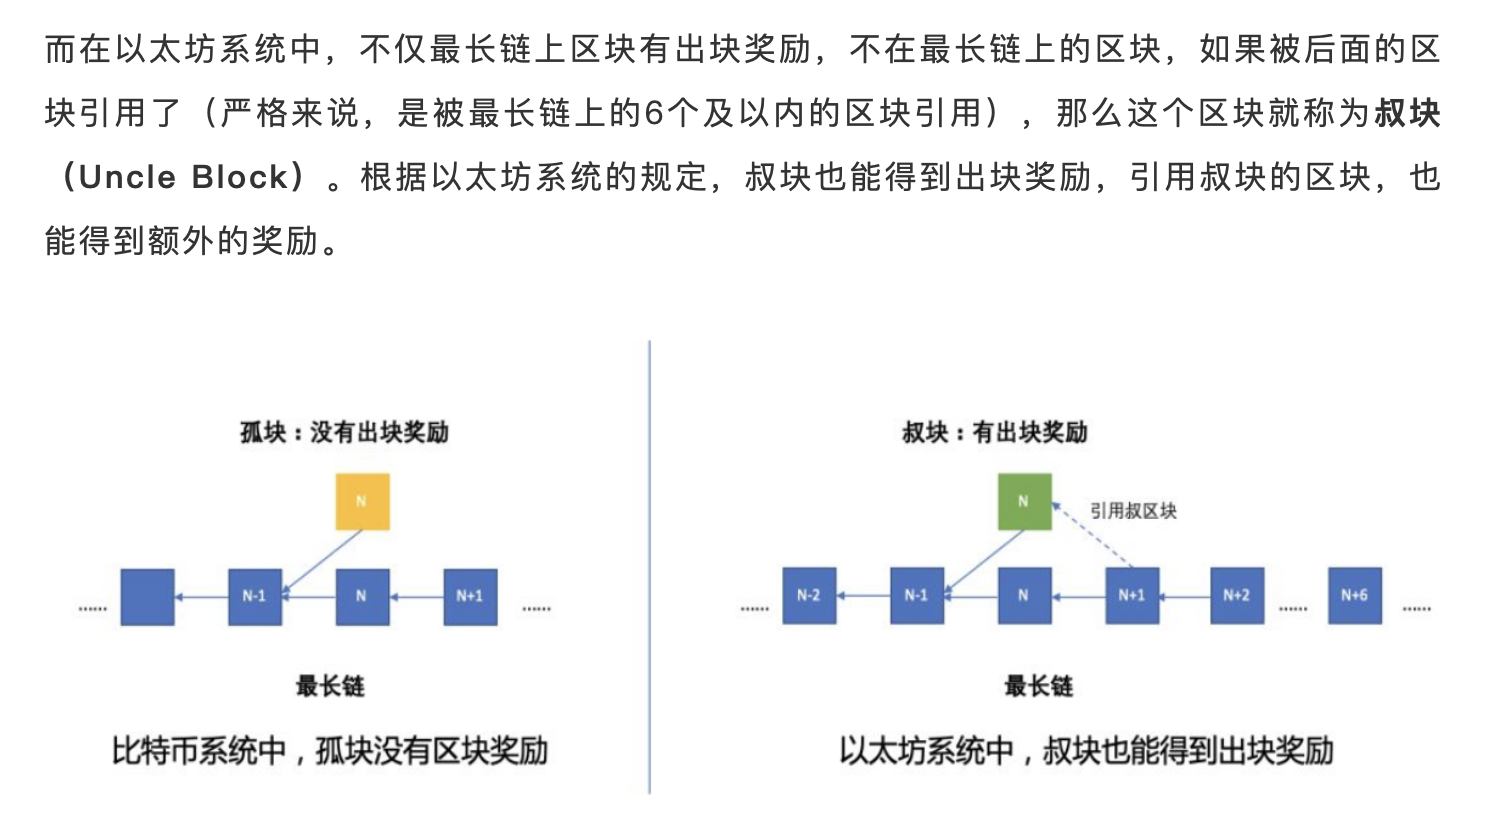 而在以太坊系统中，不仅最长链上区块有出块奖励，不在最长链上的区块，如果被后面的区
块引用了（严格来说，是被最长链上的6个及以内的区块引用），那么这个区块就称为叔块
（Uncle Block）。根据以太坊系统的规定，叔块也能得到出块奖励，引用叔块的区块，也
能得到额外的奖励。
孤块：没有出块奖励
N
...... N-1 N N+1 ......
最长链
比特币系统中，孤块没有区块奖励
叔块：有出块奖励
N
引用叔区块
...... N-2 N-1 N N+1 N+2 ...... N+6 ......
最长链
以太坊系统中，叔块也能得到出块奖励